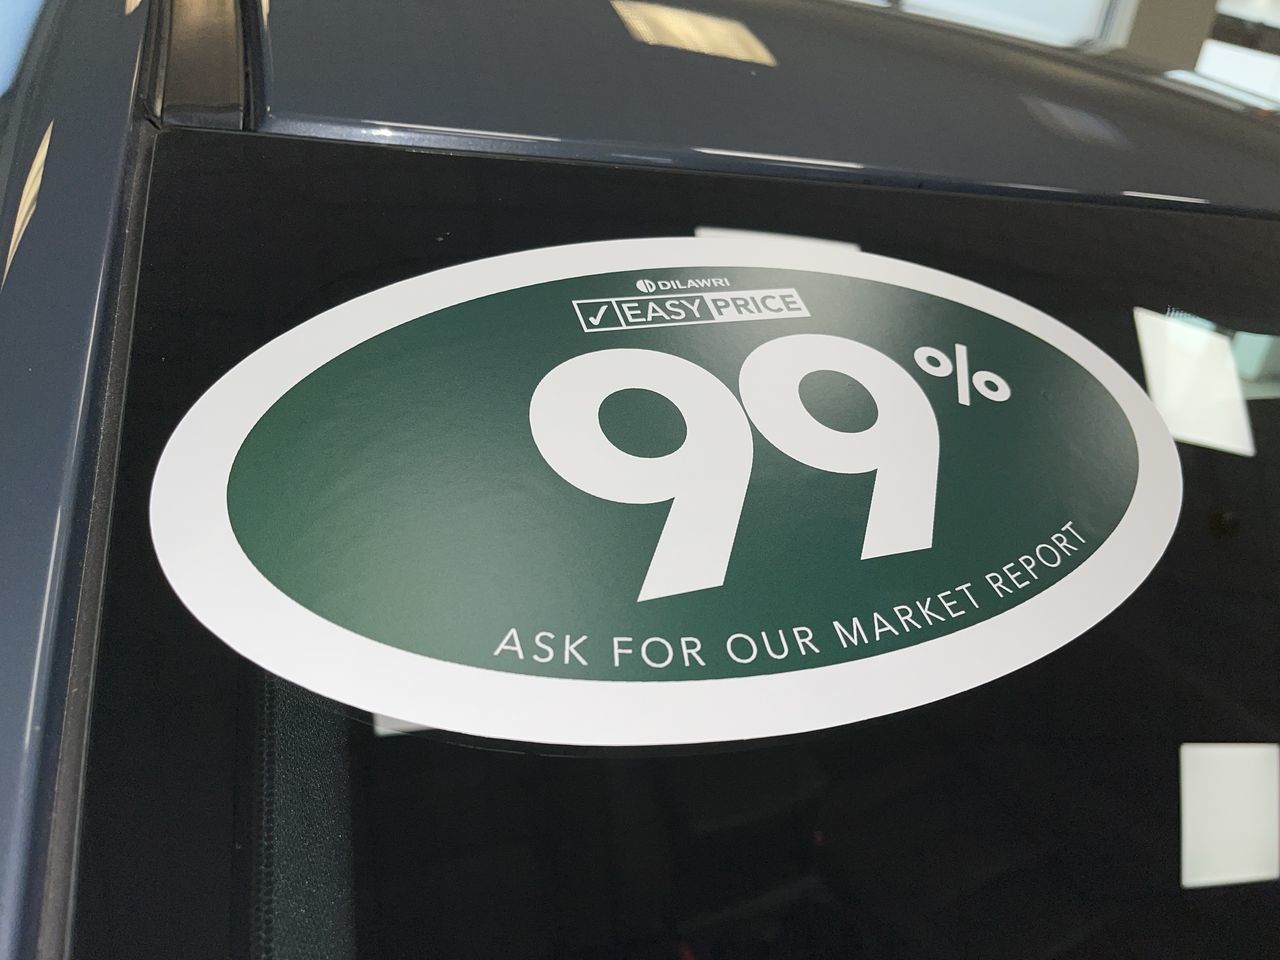 DILAWRI
✓ EASY PRICE
99%
ASK FOR OUR MARKET REPORT